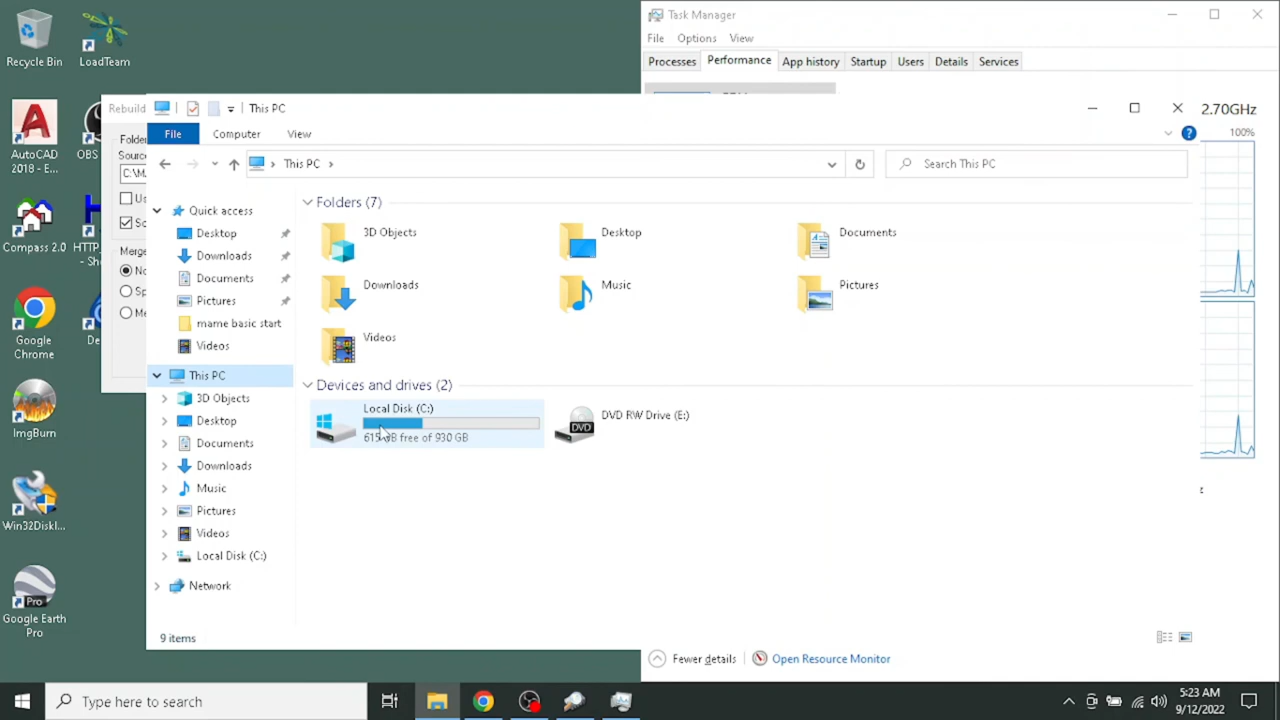 Task Manager
File Options View
Processes Performance App history Startup Users Details Services
Recycle Bin
LoadTeam
AutoCAD
2018 - E...
OBS
Compass 2.0
HTTP_
- Sho
Google
Chrome
De
ImgBurn
Win32DiskI...
Google Earth
Pro
Rebuild
Folder
Source
C:\M
Us
Sc
Merge
No
Sp
Me
This PC
2.70GHz
File Computer View
100%
This PC
Search This PC
Quick access
Desktop
Downloads
Documents
Pictures
mame basic start
Videos
This PC
3D Objects
Desktop
Documents
Downloads
Music
Pictures
Videos
Local Disk (C:)
Network
Folders (7)
3D Objects
Desktop
Documents
Downloads
Music
Pictures
Videos
Devices and drives (2)
Local Disk (C:)
615 GB free of 930 GB
DVD
DVD RW Drive (E:)
9 items
Fewer details
Open Resource Monitor
Type here to search
5:23 AM
9/12/2022